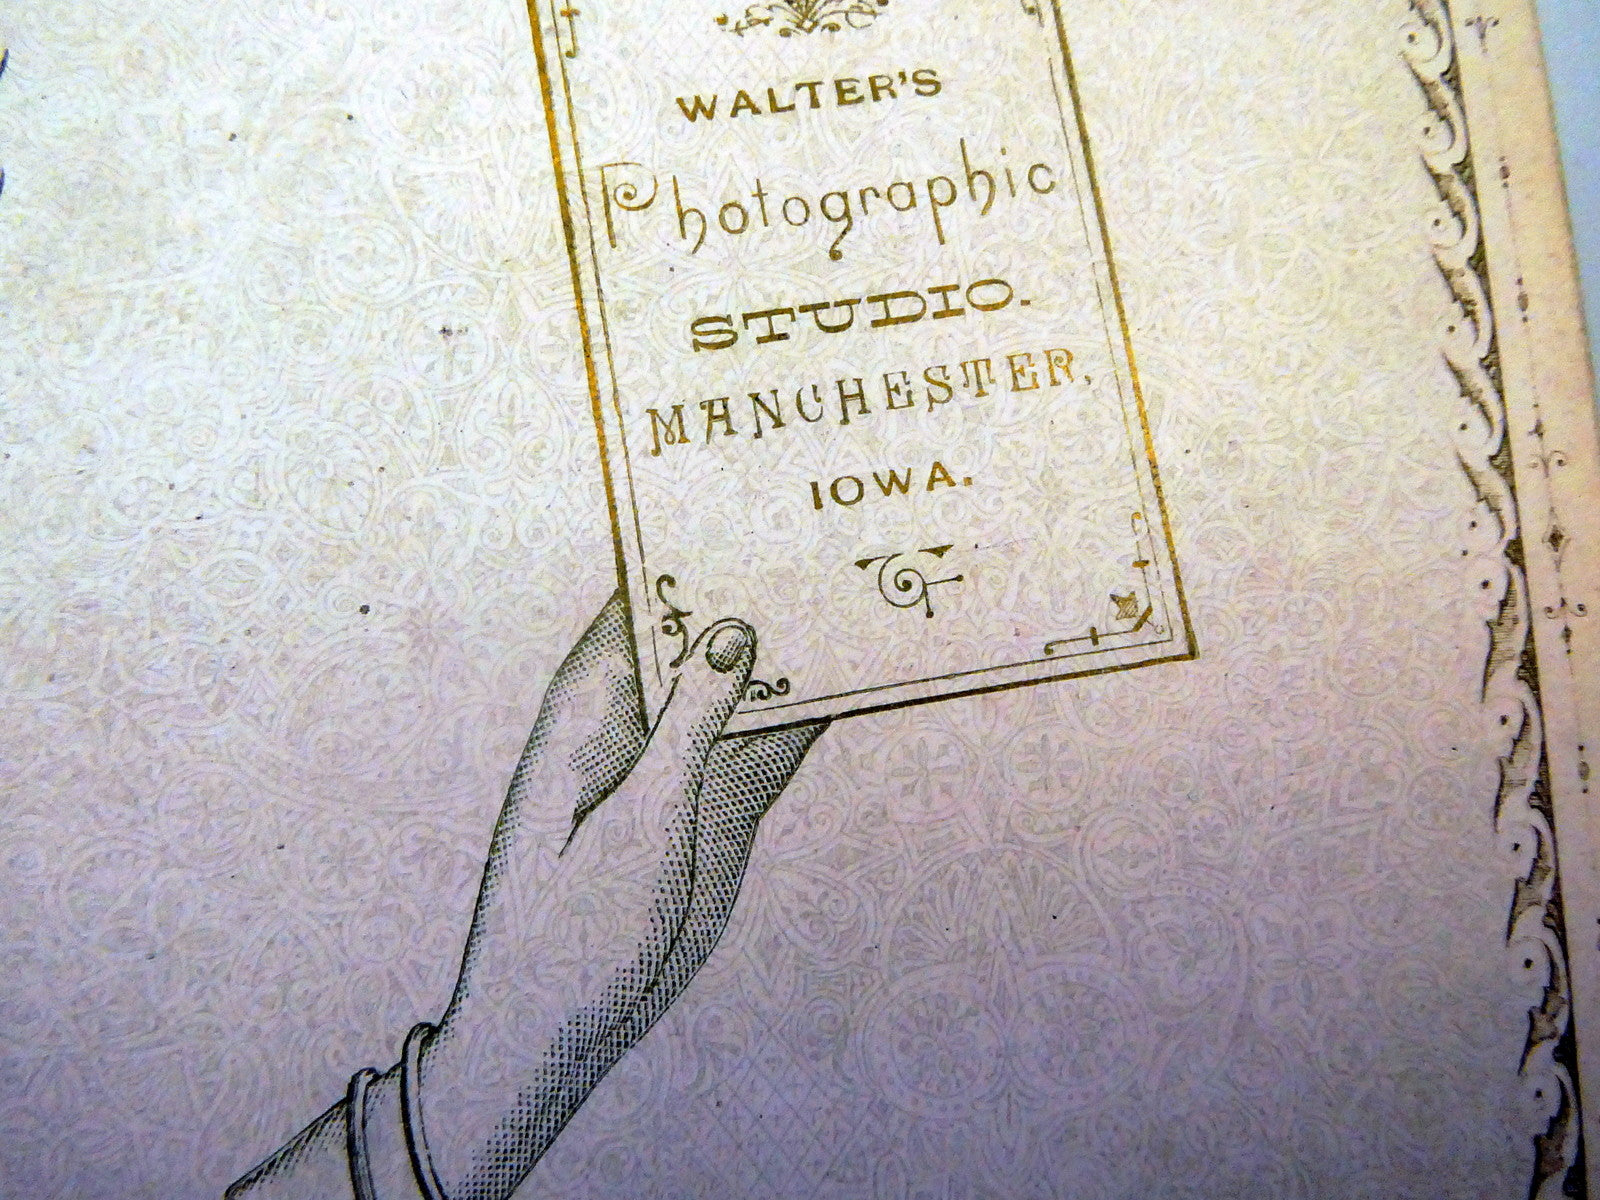 WALTER'S
Photographic
STUDIO.
MANCHESTER,
IOWA.